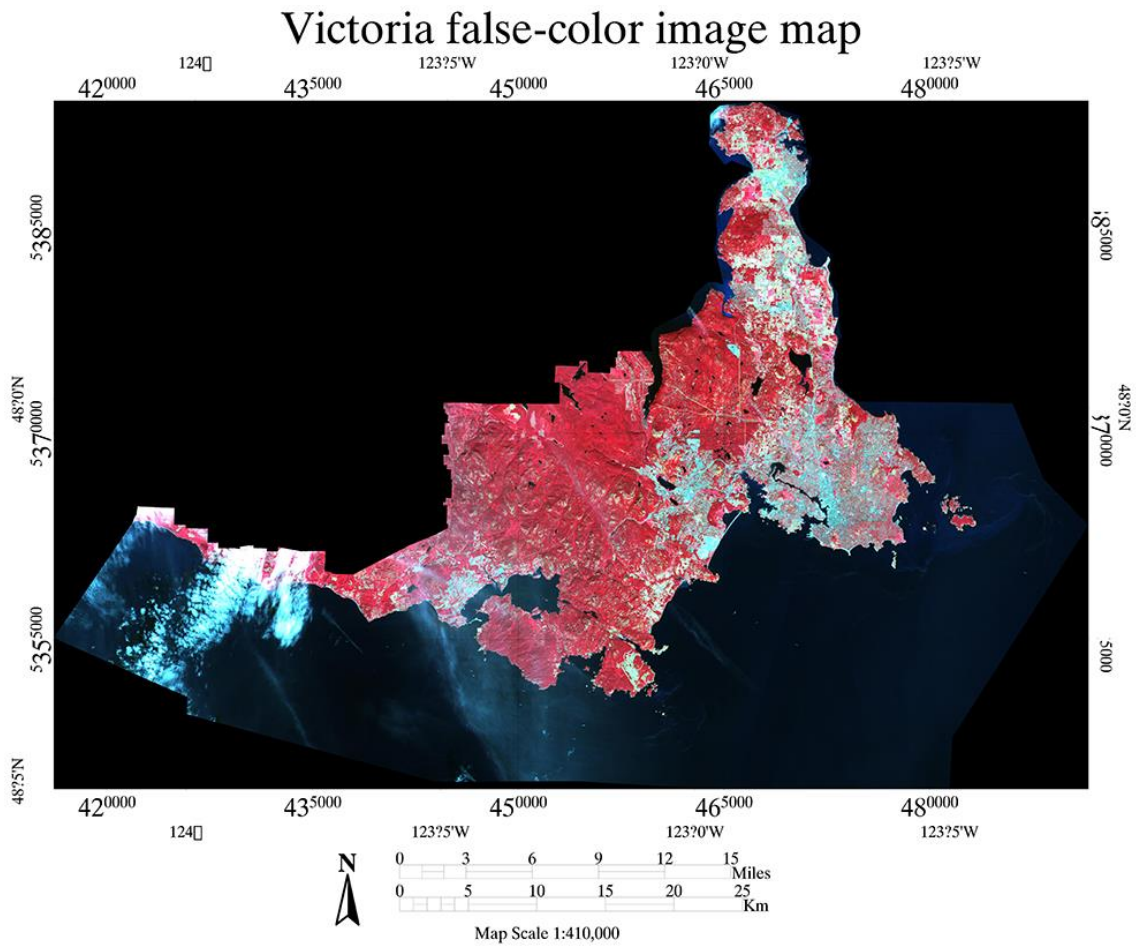 Victoria false-color image map
124▯ 123?5'W 123?0'W 123?5'W
420000 435000 450000 465000 480000
5385000
5370000
5355000
48?0'N
48?5'N
85000
70000
5000
48?0'N
420000 435000 450000 465000 480000
124▯ 123?5'W 123?0'W 123?5'W
N
0 3 6 9 12 15
Miles
0 5 10 15 20 25
Km
Map Scale 1:410,000